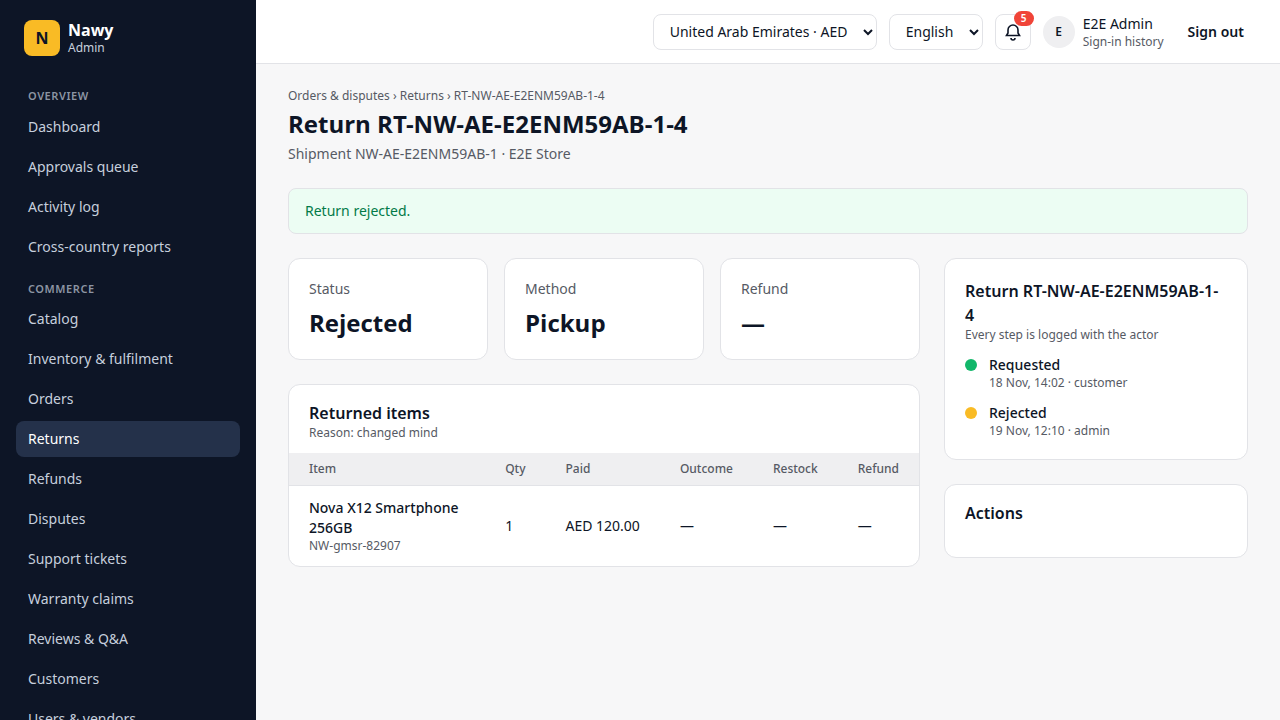 N
Nawy
Admin
OVERVIEW
Dashboard
Approvals queue
Activity log
Cross-country reports
COMMERCE
Catalog
Inventory & fulfilment
Orders
Returns
Refunds
Disputes
Support tickets
Warranty claims
Reviews & Q&A
Customers
Users & vendors
United Arab Emirates · AED
English
5
E
E2E Admin
Sign-in history
Sign out
Orders & disputes › Returns › RT-NW-AE-E2ENM59AB-1-4
Return RT-NW-AE-E2ENM59AB-1-4
Shipment NW-AE-E2ENM59AB-1 · E2E Store
Return rejected.
Status
Rejected
Method
Pickup
Refund
—
Returned items
Reason: changed mind
Item Qty Paid Outcome Restock Refund
Nova X12 Smartphone
256GB
NW-gmsr-82907
1 AED 120.00 — — —
Return RT-NW-AE-E2ENM59AB-1-
4
Every step is logged with the actor
Requested
18 Nov, 14:02 · customer
Rejected
19 Nov, 12:10 · admin
Actions